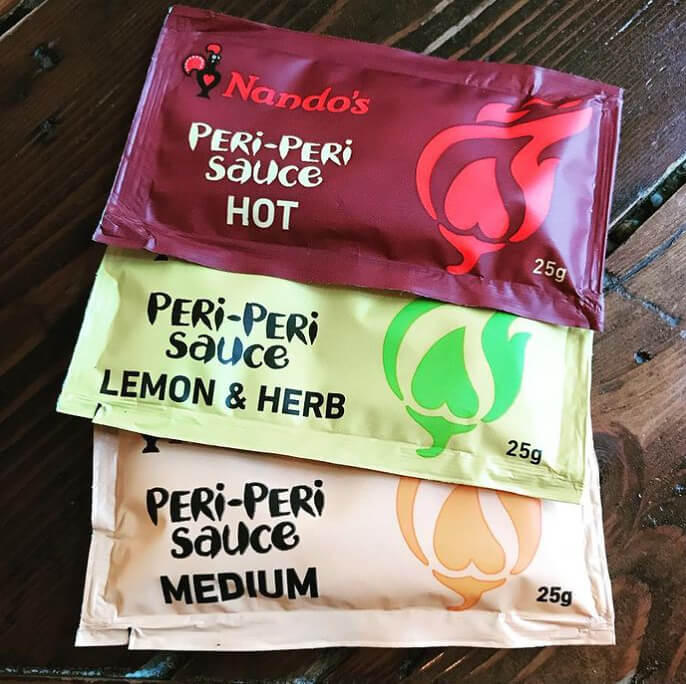 Nando's
PERi-PERi
sauce
HOT
25g
PERi-PERi
sauce
LEMON & HERB
25g
PERi-PERi
sauce
MEDIUM
25g